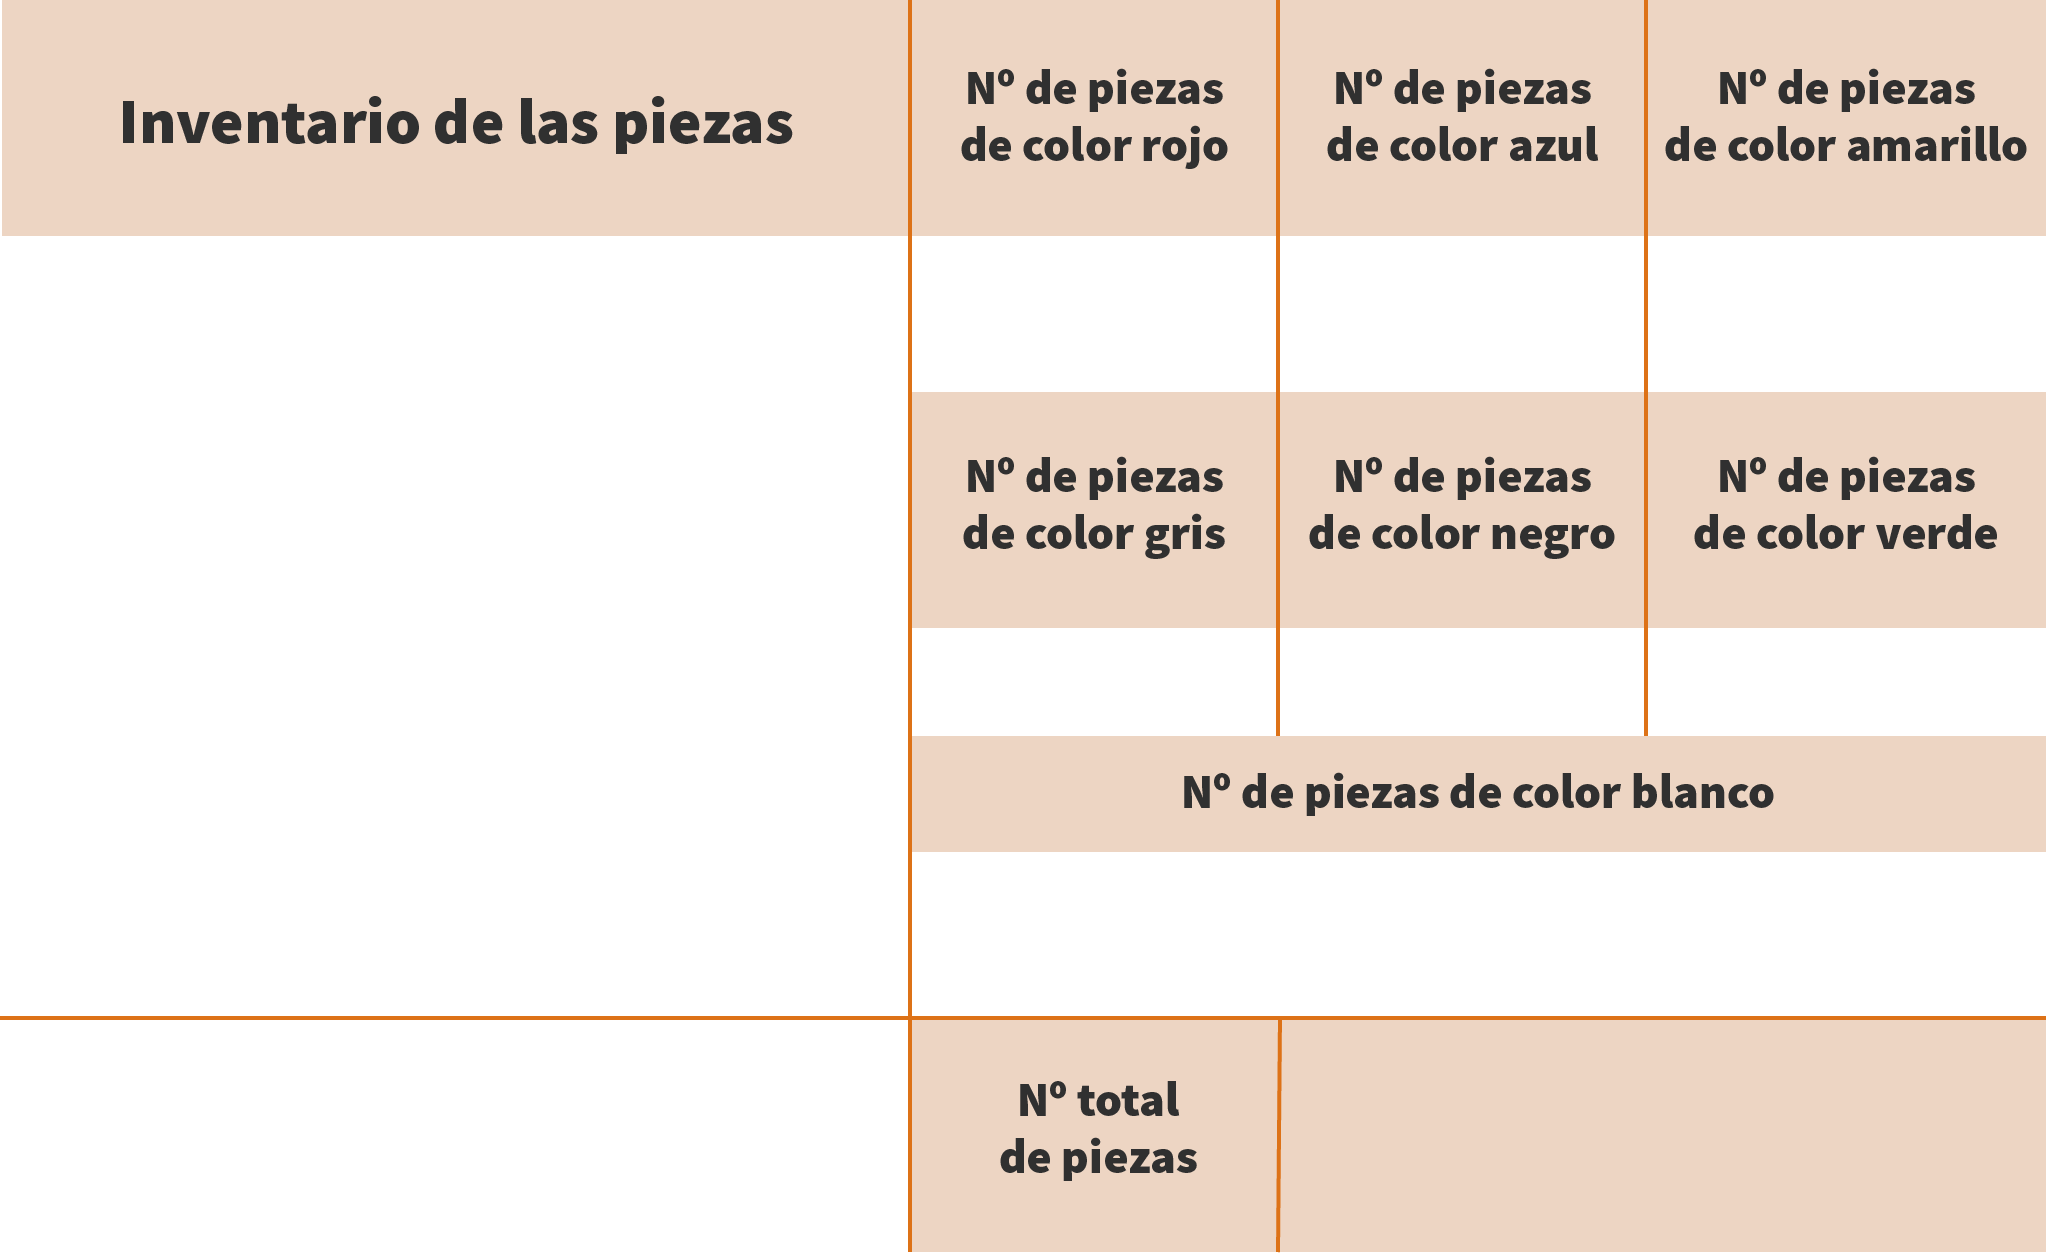 Inventario de las piezas
Nº de piezas
de color rojo
Nº de piezas
de color azul
Nº de piezas
de color amarillo
Nº de piezas
de color gris
Nº de piezas
de color negro
Nº de piezas
de color verde
Nº de piezas de color blanco
Nº total
de piezas